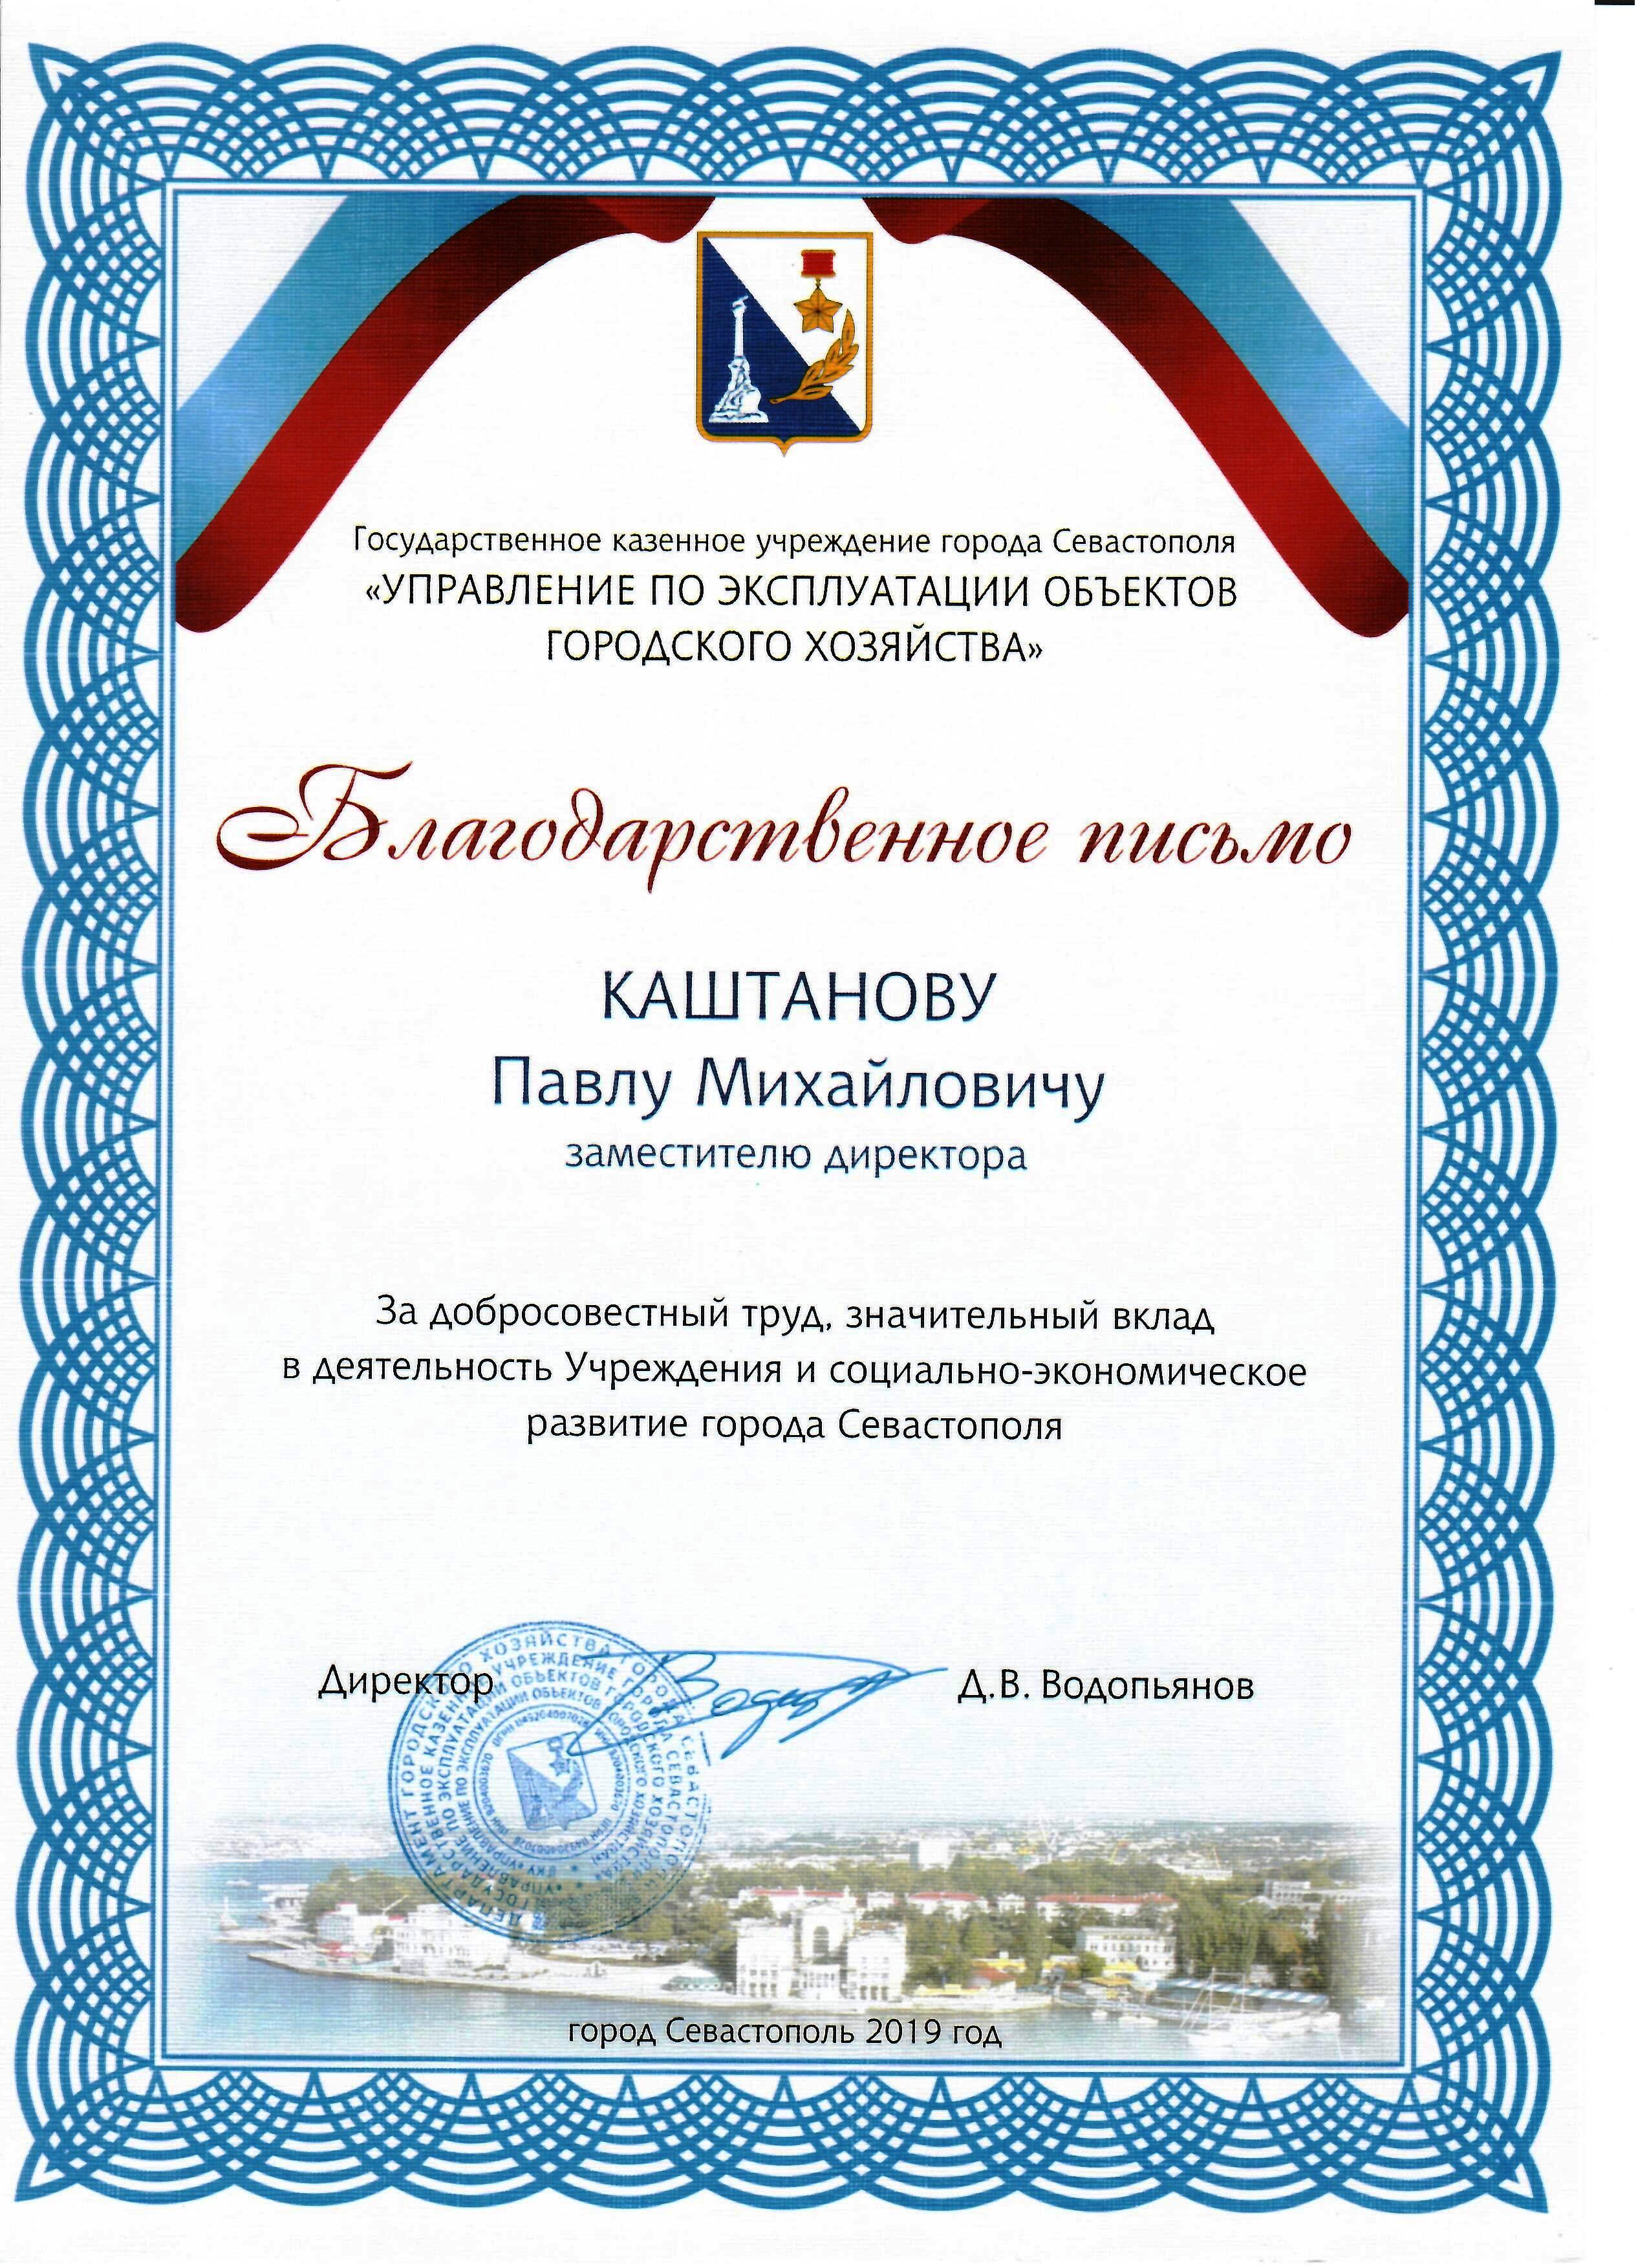 Государственное казенное учреждение города Севастополя
«УПРАВЛЕНИЕ ПО ЭКСПЛУАТАЦИИ ОБЪЕКТОВ
ГОРОДСКОГО ХОЗЯЙСТВА»
Благодарственное письмо
КАШТАНОВУ
Павлу Михайловичу
заместителю директора
За добросовестный труд, значительный вклад
в деятельность Учреждения и социально-экономическое
развитие города Севастополя
Директор
Д.В. Водопьянов
ДЕПАРТАМЕНТ ГОРОДСКОГО ХОЗЯЙСТВА ГОРОДА СЕВАСТОПОЛЯ
ГОСУДАРСТВЕННОЕ КАЗЕННОЕ УЧРЕЖДЕНИЕ ГОРОДА СЕВАСТОПОЛЯ
«УПРАВЛЕНИЕ ПО ЭКСПЛУАТАЦИИ ОБЪЕКТОВ ГОРОДСКОГО ХОЗЯЙСТВА»
город Севастополь 2019 год